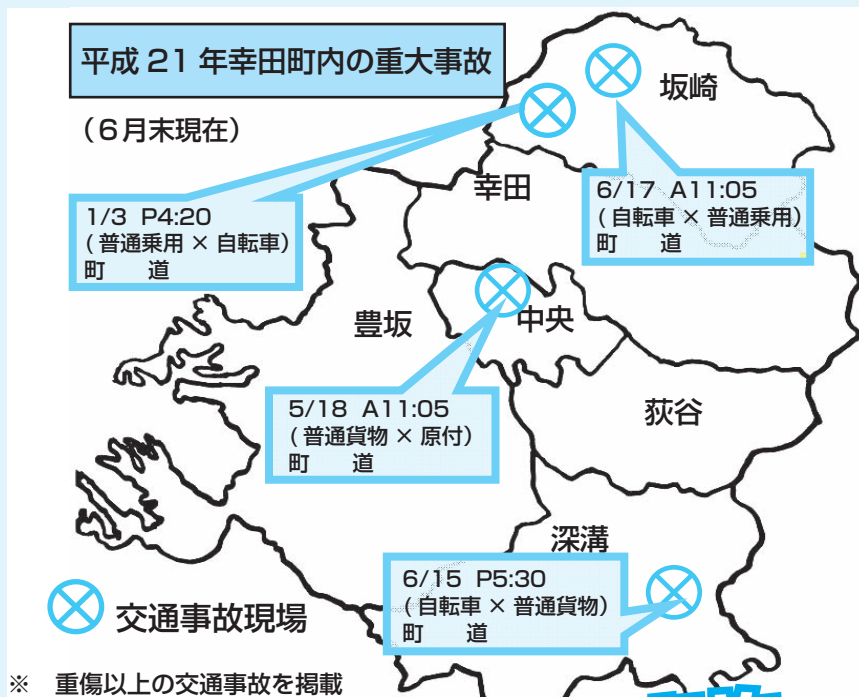 平成 21 年幸田町内の重大事故
(6月末現在)
坂崎
幸田
6/17 A11:05
(自転車 × 普通乗用)
町　　道
1/3 P4:20
(普通乗用 × 自転車)
町　　道
豊坂
中央
5/18 A11:05
(普通貨物 × 原付)
町　　道
荻谷
深溝
6/15 P5:30
(自転車 × 普通貨物)
町　　道
交通事故現場
※　重傷以上の交通事故を掲載